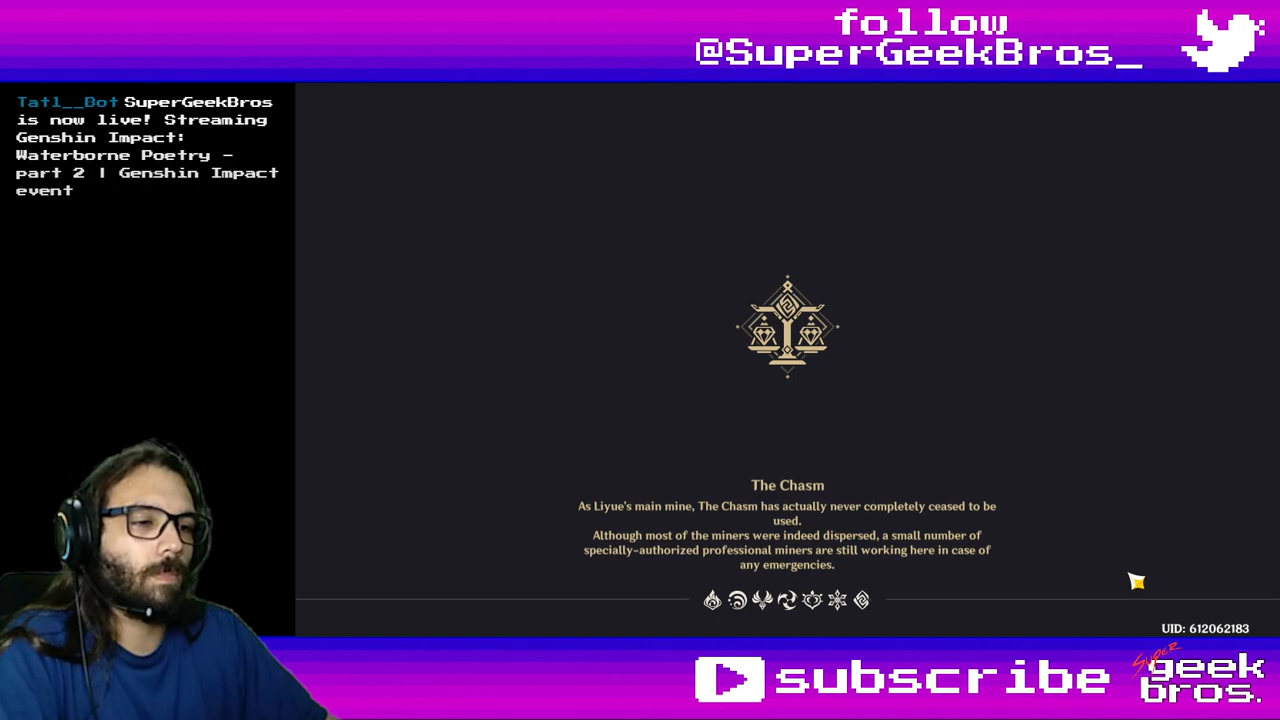 follow
@SuperGeekBros_
Tatl__Bot SuperGeekBros
is now live! Streaming
Genshin Impact:
Waterborne Poetry -
part 2 | Genshin Impact
event
The Chasm
As Liyue's main mine, The Chasm has actually never completely ceased to be
used.
Although most of the miners were indeed dispersed, a small number of
specially-authorized professional miners are still working here in case of
any emergencies.
UID: 612062183
subscribe
super
geek
bros.